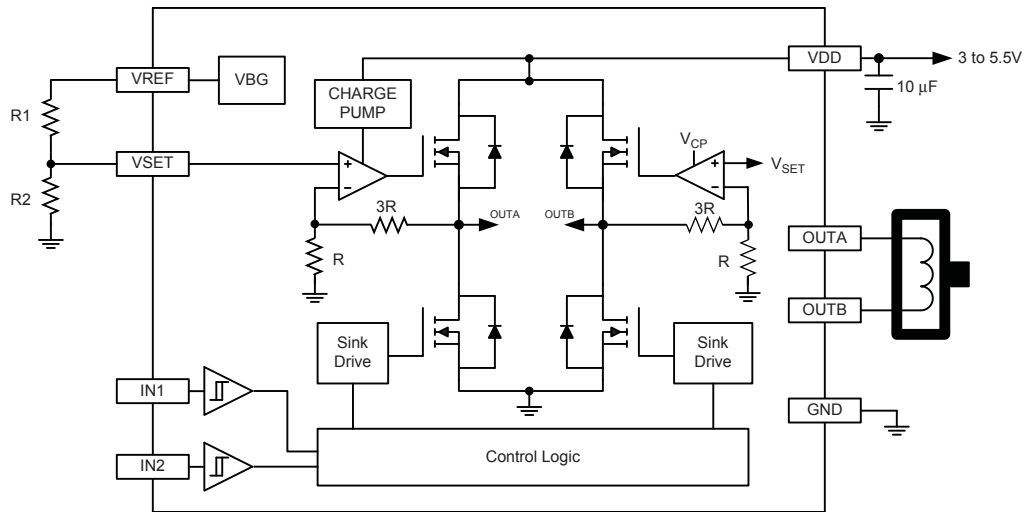 VREF
VBG
R1
VSET
R2
CHARGE
PUMP
VDD
3 to 5.5V
10 µF
+
−
V_CP
+
−
V_SET
3R
OUTA
OUTB
3R
R
R
OUTA
OUTB
Sink
Drive
Sink
Drive
IN1
GND
IN2
Control Logic